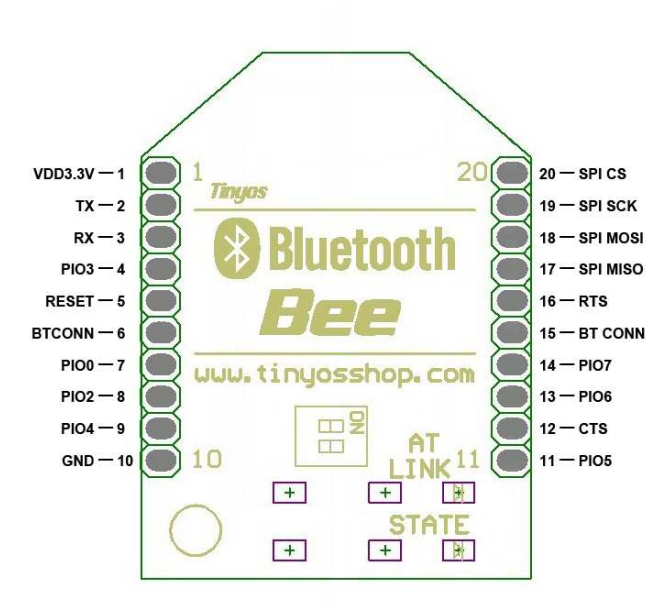 VDD3.3V — 1
TX — 2
RX — 3
PIO3 — 4
RESET — 5
BTCONN — 6
PIO0 — 7
PIO2 — 8
PIO4 — 9
GND — 10
1
20
Tinyos
Bluetooth
Bee
www.tinyosshop.com
ON
10
AT
LINK
11
STATE
20 — SPI CS
19 — SPI SCK
18 — SPI MOSI
17 — SPI MISO
16 — RTS
15 — BT CONN
14 — PIO7
13 — PIO6
12 — CTS
11 — PIO5